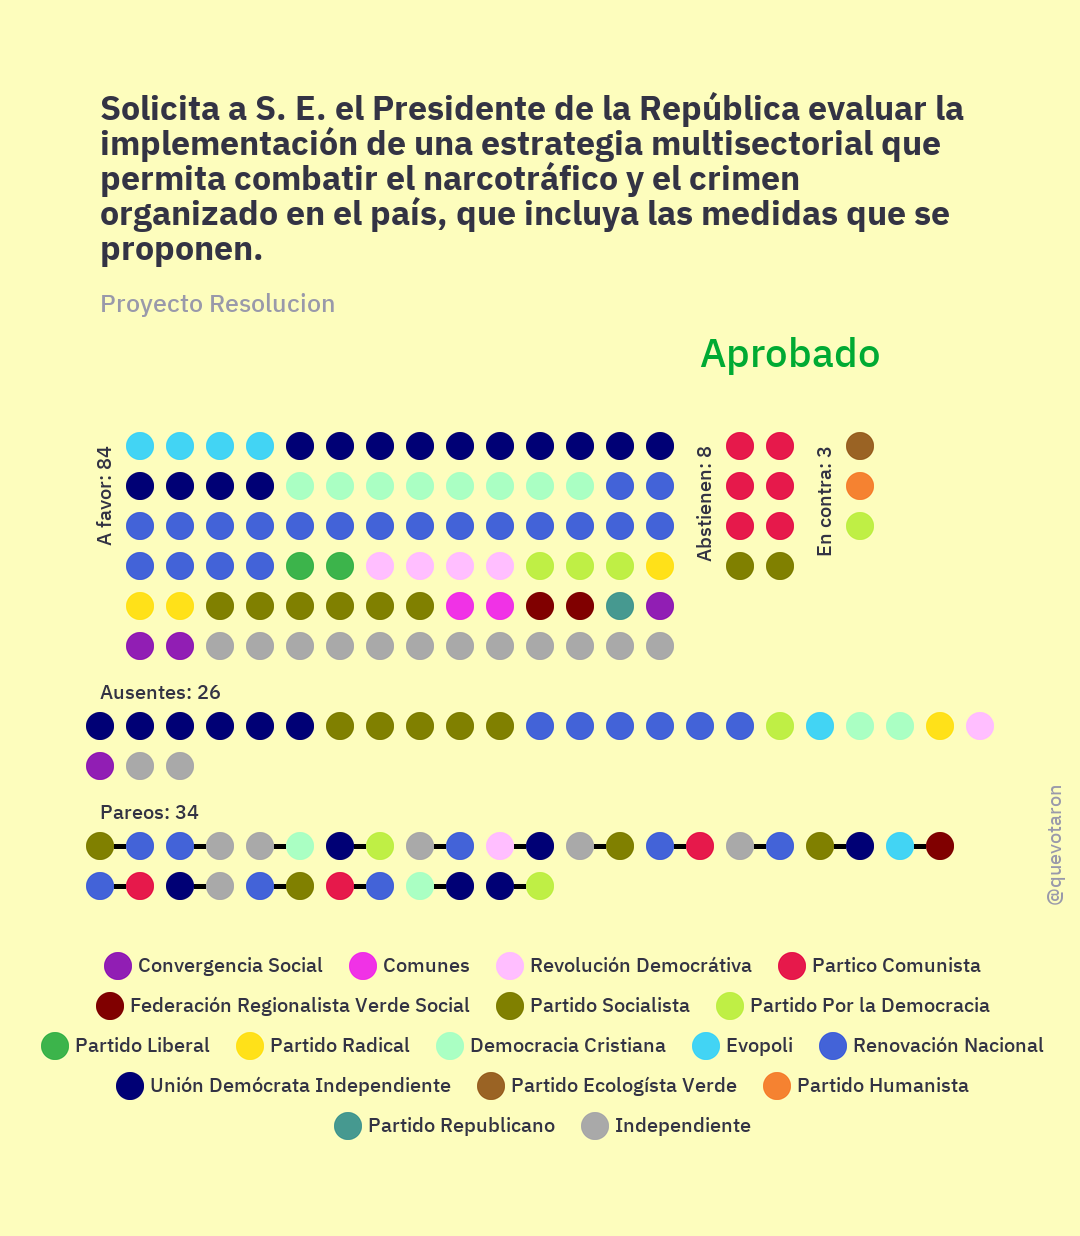 Solicita a S. E. el Presidente de la República evaluar la
implementación de una estrategia multisectorial que
permita combatir el narcotráfico y el crimen
organizado en el país, que incluya las medidas que se
proponen.
Proyecto Resolucion
Aprobado
A favor: 84
Abstienen: 8
En contra: 3
Ausentes: 26
Pareos: 34
@quevotaron
Convergencia Social Comunes Revolución Democrátiva Partico Comunista
Federación Regionalista Verde Social Partido Socialista Partido Por la Democracia
Partido Liberal Partido Radical Democracia Cristiana Evopoli Renovación Nacional
Unión Demócrata Independiente Partido Ecologísta Verde Partido Humanista
Partido Republicano Independiente